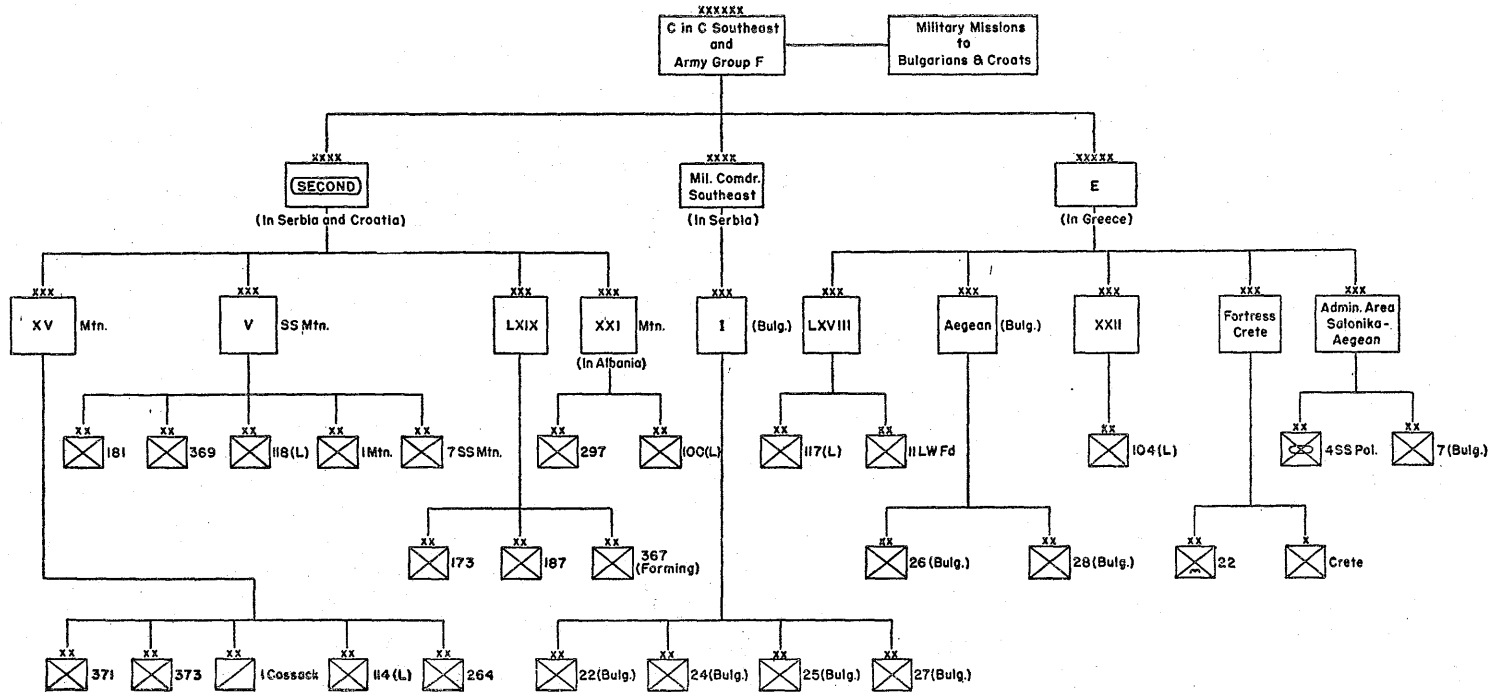 XXXXXX
C in C Southeast
and
Army Group F
Military Missions
to
Bulgarians & Croats
XXXX
SECOND
(In Serbia and Croatia)
XXXX
Mil. Comdr.
Southeast
(In Serbia)
XXXXX
E
(In Greece)
XXX
XV Mtn.
XXX
V SS Mtn.
XXX
LXIX
XXX
XXI Mtn.
(In Albania)
XXX
I (Bulg.)
XXX
LXVIII
XXX
Aegean (Bulg.)
XXX
XXII
XXX
Fortress
Crete
XXX
Admin. Area
Salonika-
Aegean
XX
181
XX
369
XX
118(L)
XX
1 Mtn.
XX
7 SS Mtn.
XX
297
XX
100(L)
XX
117(L)
XX
11 LW Fd
XX
104(L)
XX
4 SS Pol.
XX
7(Bulg.)
XX
173
XX
187
XX
367
(Forming)
XX
26(Bulg.)
XX
28(Bulg.)
XX
22
X
Crete
XX
371
XX
373
XX
1 Cossack
XX
114(L)
XX
264
XX
22(Bulg.)
XX
24(Bulg.)
XX
25(Bulg.)
XX
27(Bulg.)